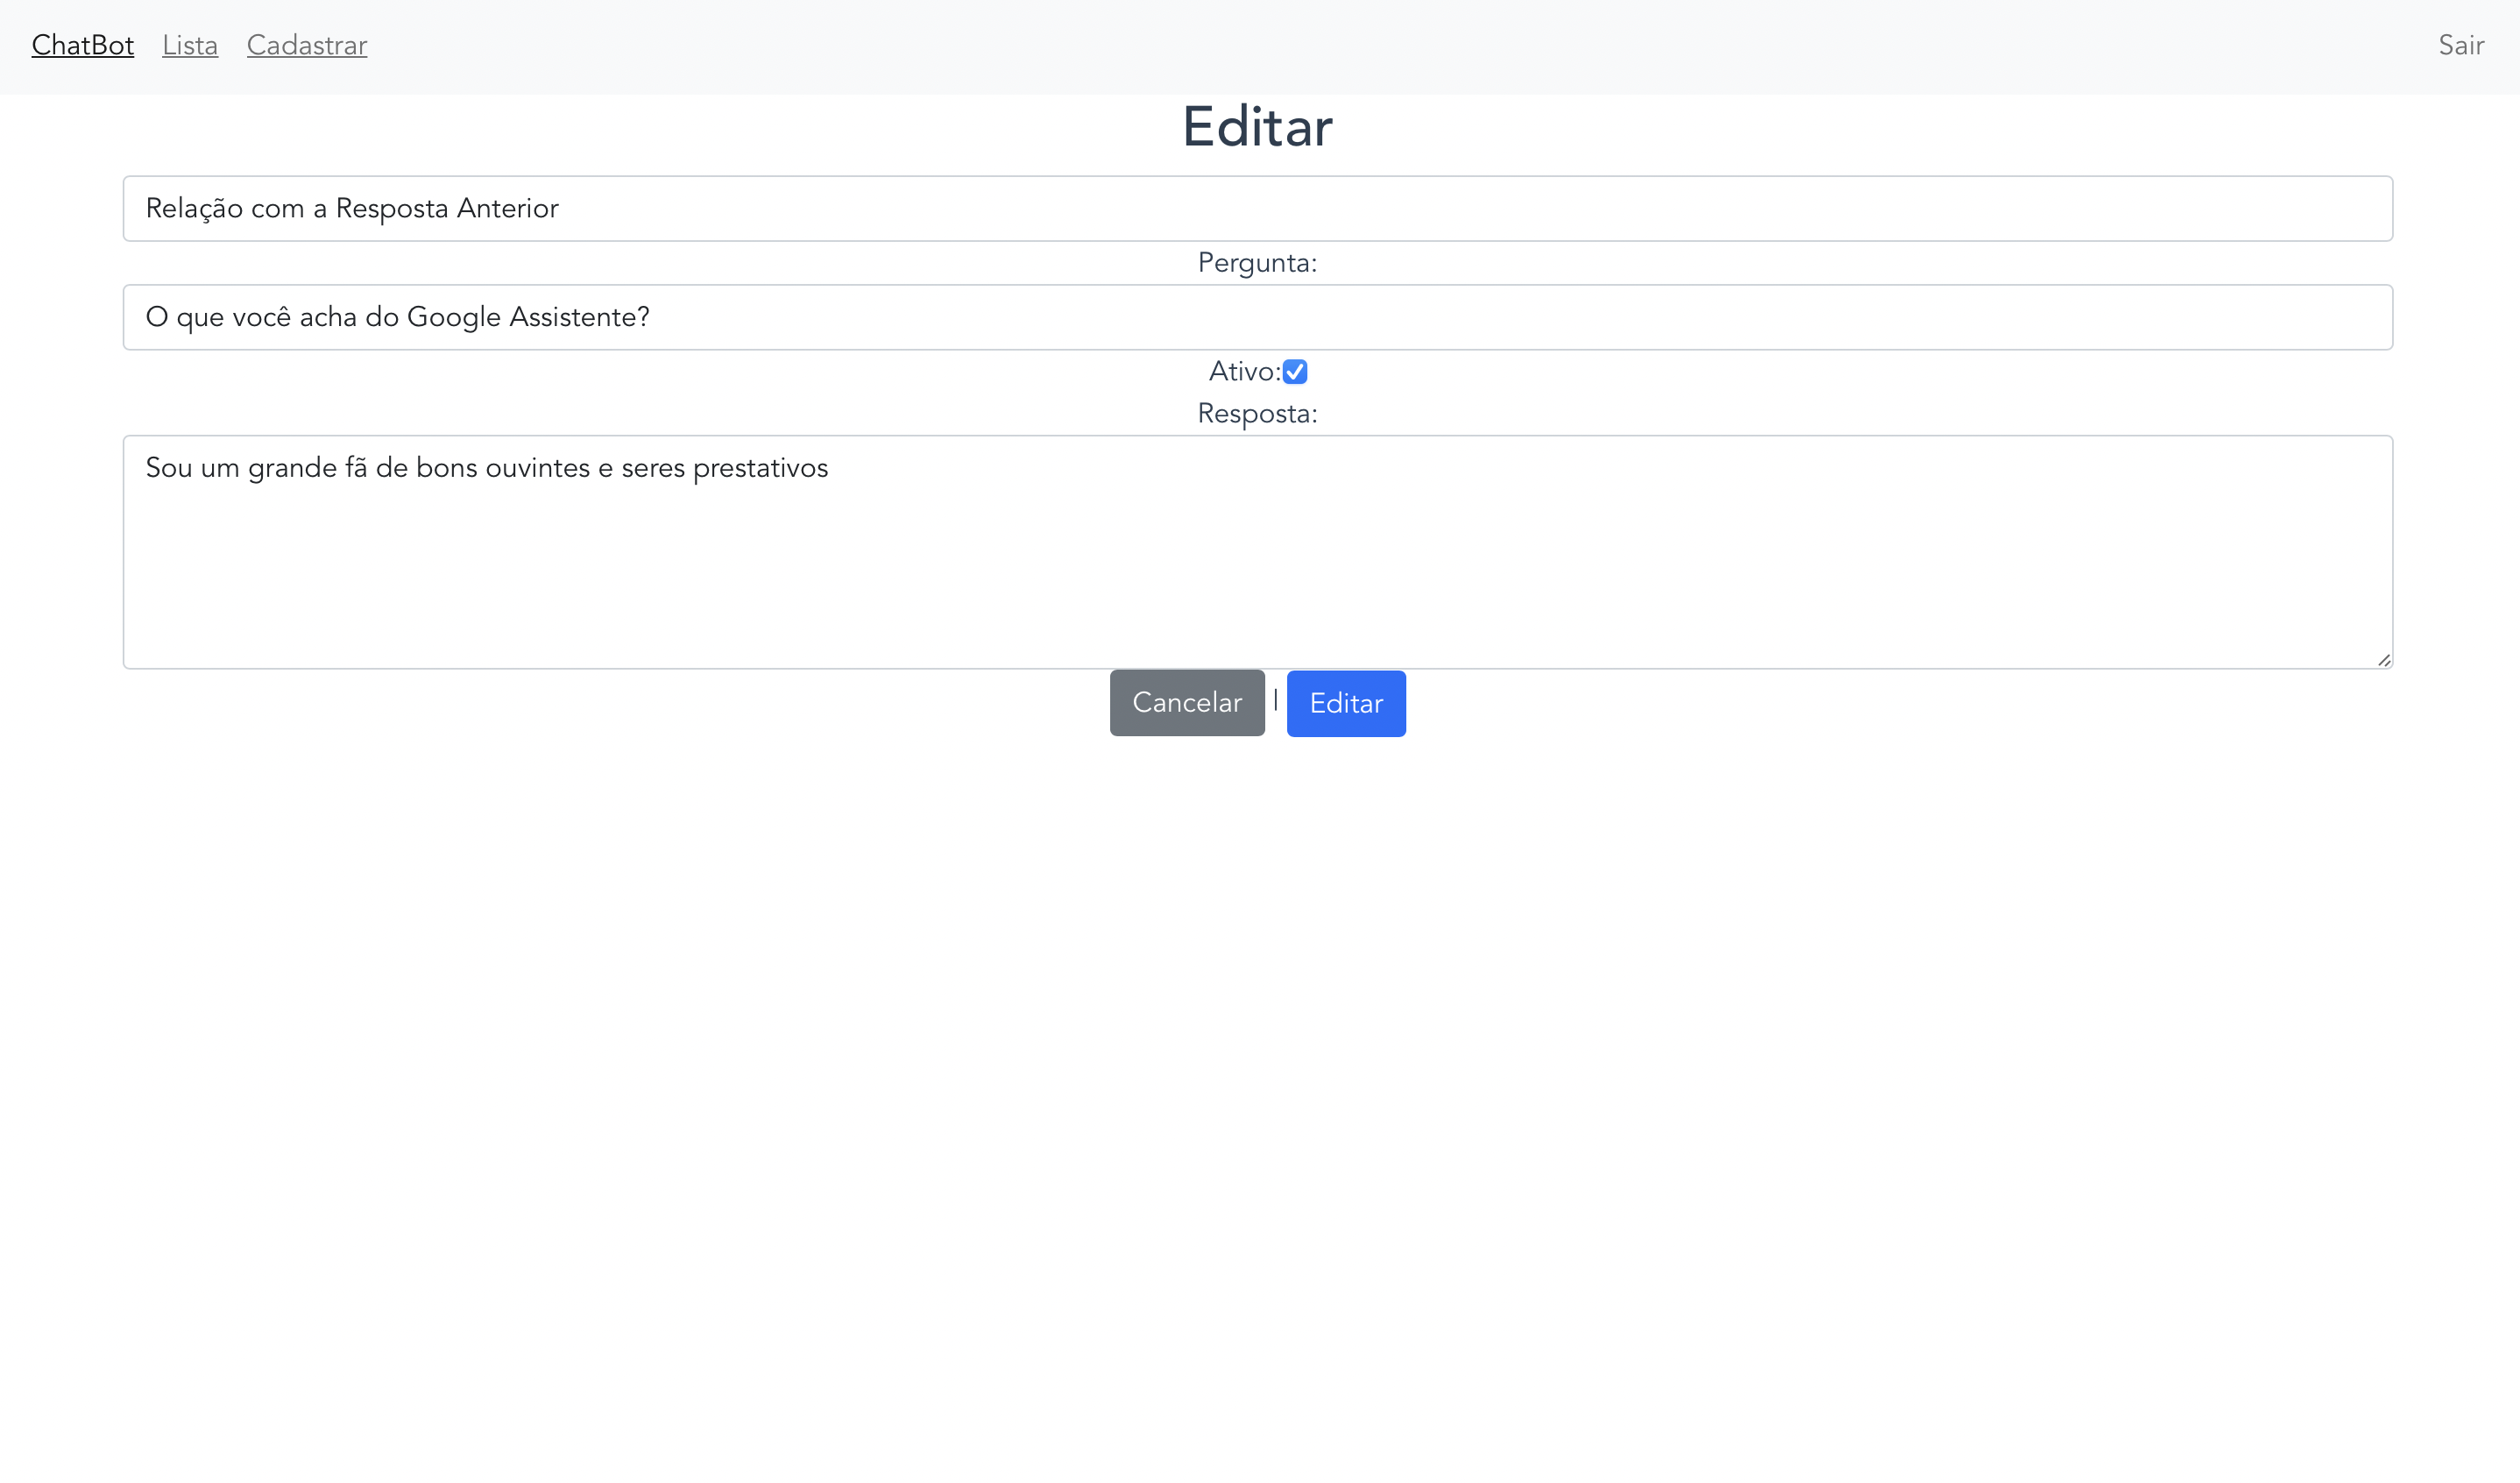 ChatBot Lista Cadastrar Sair
Editar
Relação com a Resposta Anterior
Pergunta:
O que você acha do Google Assistente?
Ativo:
Resposta:
Sou um grande fã de bons ouvintes e seres prestativos
Cancelar | Editar